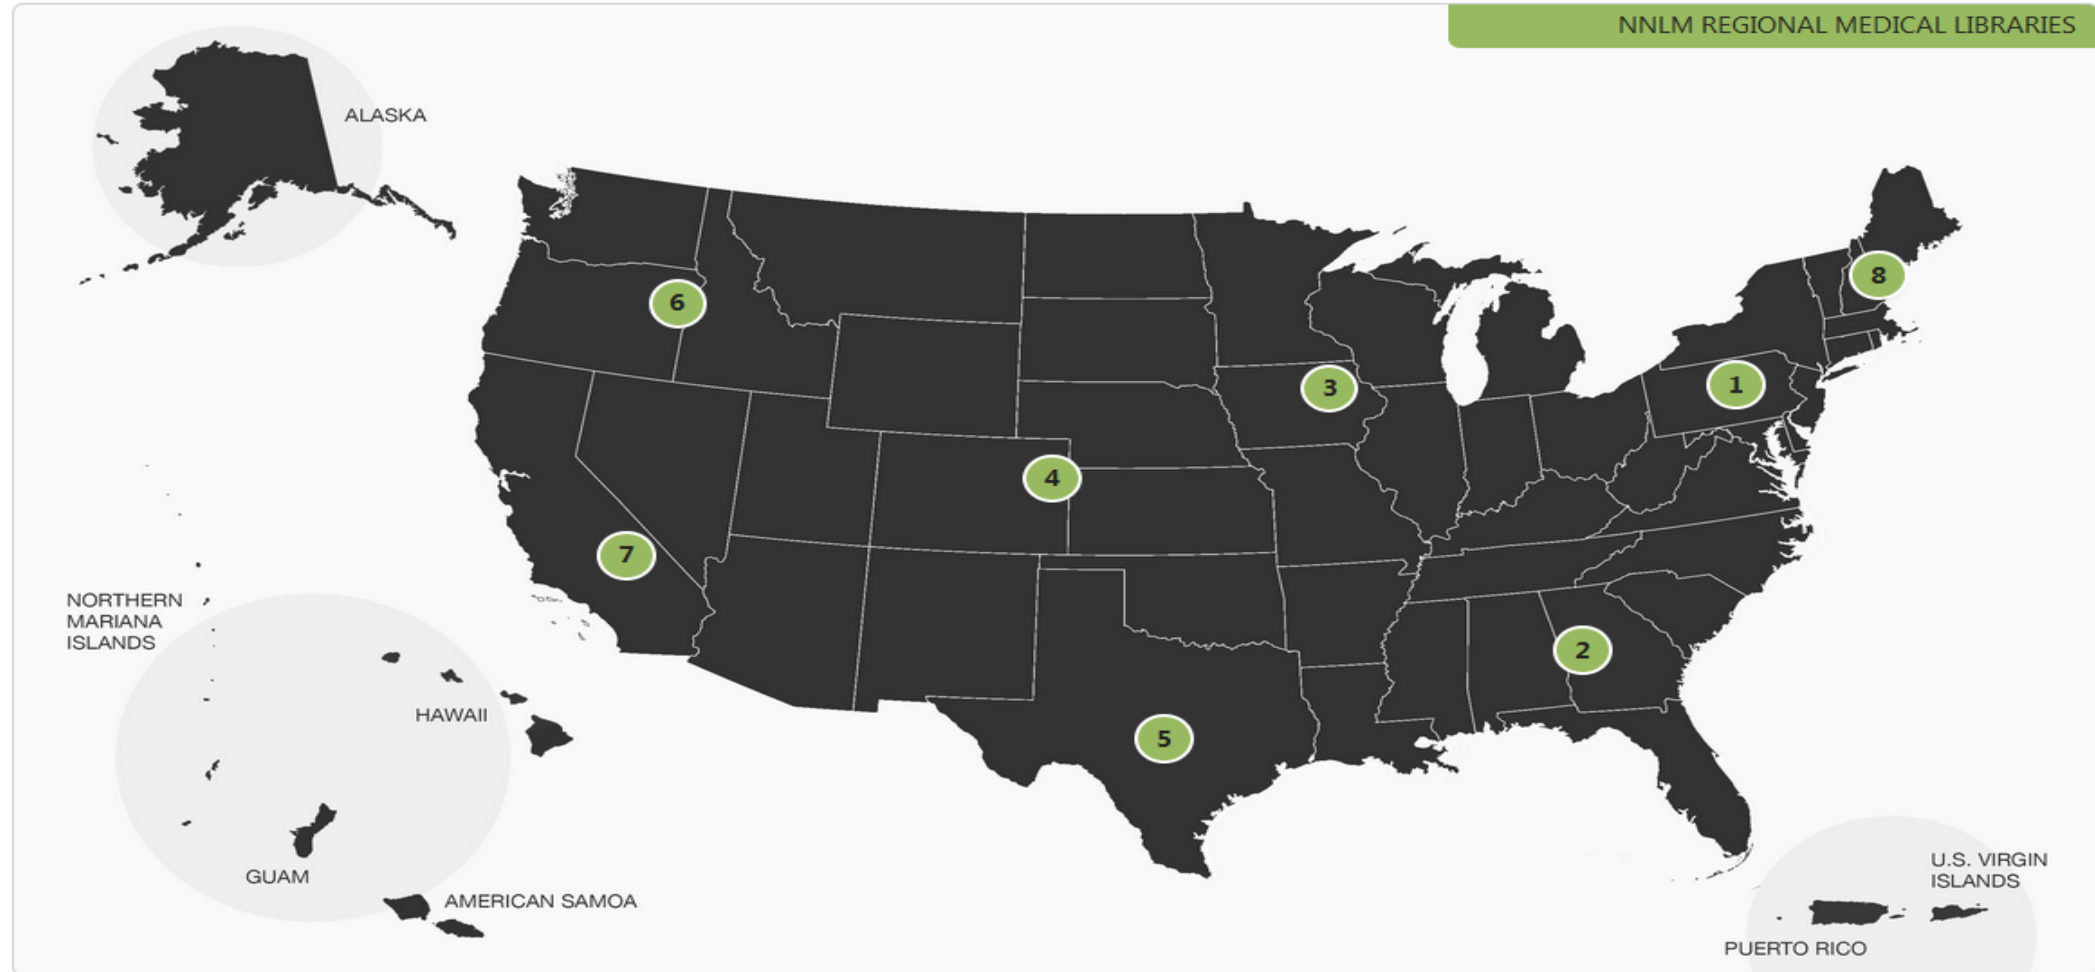 NNLM REGIONAL MEDICAL LIBRARIES
ALASKA
8
6
1
3
4
7
NORTHERN
MARIANA
ISLANDS
2
HAWAII
5
U.S. VIRGIN
ISLANDS
GUAM
AMERICAN SAMOA
PUERTO RICO